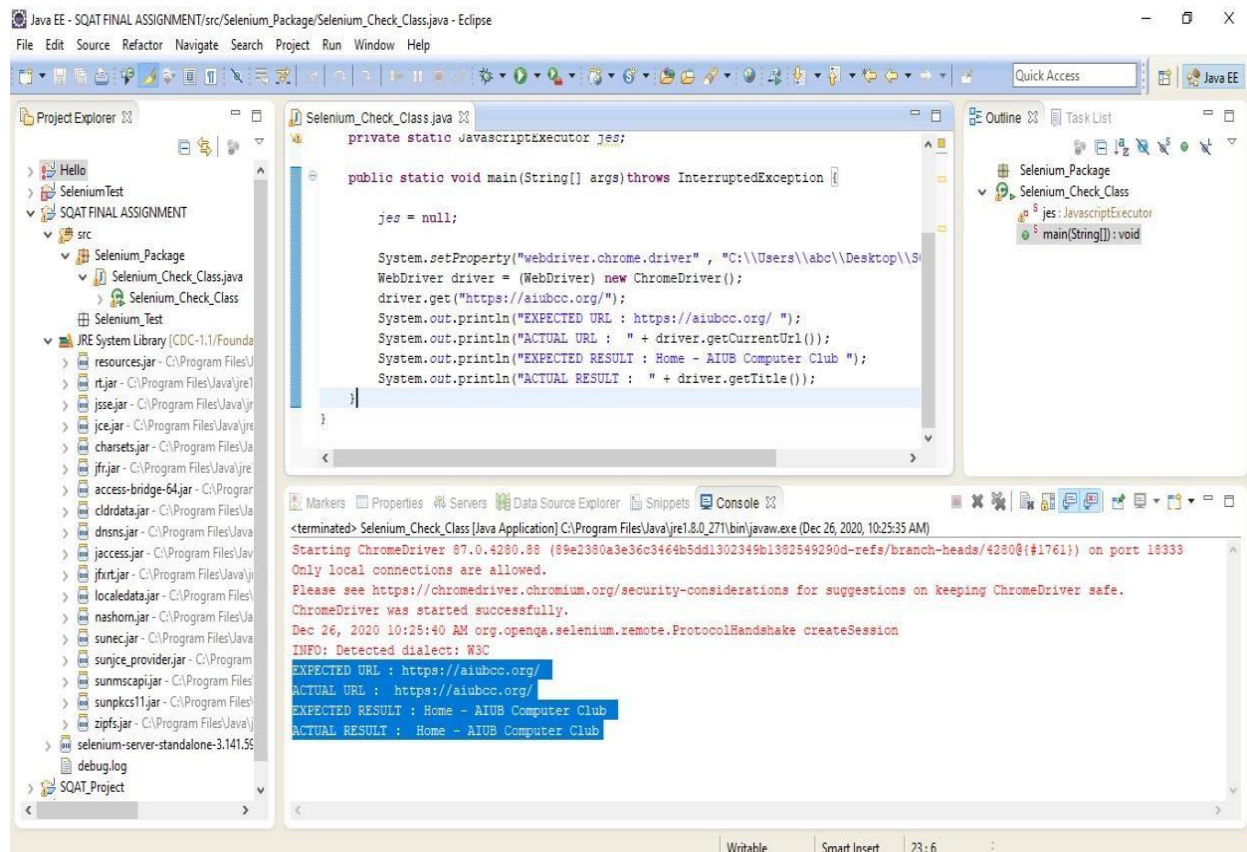 Java EE - SQAT FINAL ASSIGNMENT/src/Selenium_Package/Selenium_Check_Class.java - Eclipse
File Edit Source Refactor Navigate Search Project Run Window Help
Quick Access
Java EE
Project Explorer
Hello
SeleniumTest
SQAT FINAL ASSIGNMENT
src
Selenium_Package
Selenium_Check_Class.java
Selenium_Check_Class
Selenium_Test
JRE System Library [CDC-1.1/Founda
resources.jar - C:\Program Files\J
rt.jar - C:\Program Files\Java\jre1
jsse.jar - C:\Program Files\Java\jr
jce.jar - C:\Program Files\Java\jre
charsets.jar - C:\Program Files\Ja
jfr.jar - C:\Program Files\Java\jre
access-bridge-64.jar - C:\Program
cldrdata.jar - C:\Program Files\Ja
dnsns.jar - C:\Program Files\Java
jaccess.jar - C:\Program Files\Jav
jfxrt.jar - C:\Program Files\Java\j
localedata.jar - C:\Program Files\
nashorn.jar - C:\Program Files\Ja
sunec.jar - C:\Program Files\Java
sunjce_provider.jar - C:\Program
sunmscapi.jar - C:\Program Files
sunpkcs11.jar - C:\Program Files\
zipfs.jar - C:\Program Files\Java\j
selenium-server-standalone-3.141.59
debug.log
SQAT_Project
Selenium_Check_Class.java
private static JavascriptExecutor jes;
public static void main(String[] args)throws InterruptedException {
jes = null;
System.setProperty("webdriver.chrome.driver" , "C:\\Users\\abc\\Desktop\\S
WebDriver driver = (WebDriver) new ChromeDriver();
driver.get("https://aiubcc.org/");
System.out.println("EXPECTED URL : https://aiubcc.org/ ");
System.out.println("ACTUAL URL :  " + driver.getCurrentUrl());
System.out.println("EXPECTED RESULT : Home - AIUB Computer Club ");
System.out.println("ACTUAL RESULT :  " + driver.getTitle());
}
}
Outline Task List
Selenium_Package
Selenium_Check_Class
jes : JavascriptExecutor
main(String[]) : void
Markers Properties Servers Data Source Explorer Snippets Console
<terminated> Selenium_Check_Class [Java Application] C:\Program Files\Java\jre1.8.0_271\bin\javaw.exe (Dec 26, 2020, 10:25:35 AM)
Starting ChromeDriver 87.0.4280.88 (89e2380a3e36c3464b5dd1302349b1382549290d-refs/branch-heads/4280@{#1761}) on port 18333
Only local connections are allowed.
Please see https://chromedriver.chromium.org/security-considerations for suggestions on keeping ChromeDriver safe.
ChromeDriver was started successfully.
Dec 26, 2020 10:25:40 AM org.openqa.selenium.remote.ProtocolHandshake createSession
INFO: Detected dialect: W3C
EXPECTED URL : https://aiubcc.org/
ACTUAL URL :  https://aiubcc.org/
EXPECTED RESULT : Home - AIUB Computer Club
ACTUAL RESULT :  Home - AIUB Computer Club
Writable Smart Insert 23 : 6